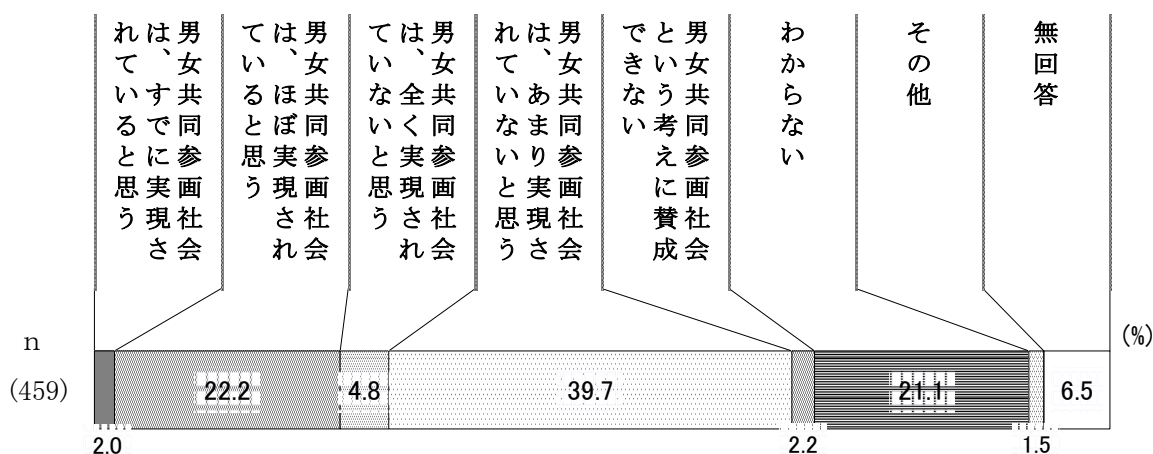 男女共同参画社会
は、すでに実現さ
れていると思う
男女共同参画社会
は、ほぼ実現され
ていると思う
男女共同参画社会
は、全く実現され
ていないと思う
男女共同参画社会
は、あまり実現さ
れていないと思う
男女共同参画社会
という考えに賛成
できない
わからない
その他
無回答
(%)
n
(459)
2.0
22.2
4.8
39.7
2.2
21.1
1.5
6.5